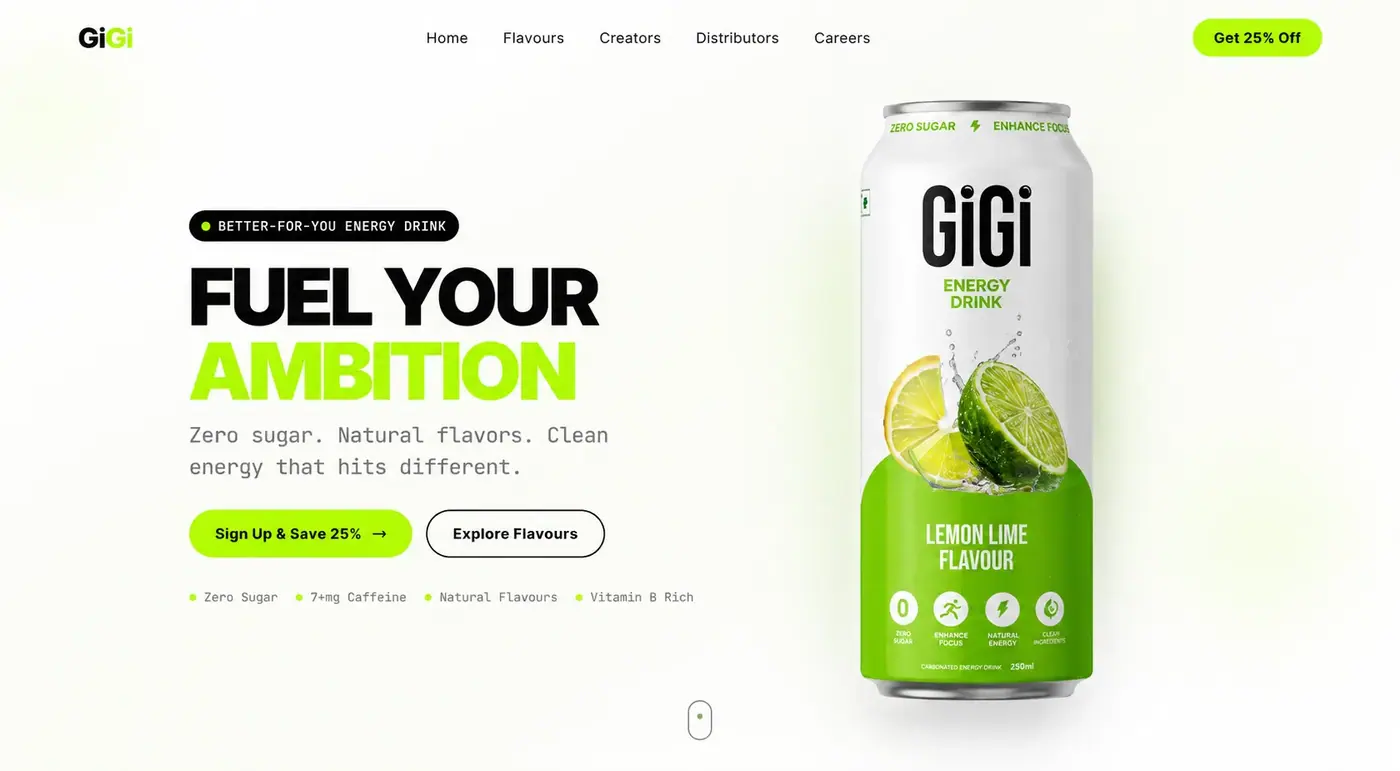 GiGi
Home
Flavours
Creators
Distributors
Careers
Get 25% Off
BETTER-FOR-YOU ENERGY DRINK
FUEL YOUR
AMBITION
Zero sugar. Natural flavors. Clean
energy that hits different.
Sign Up & Save 25% →
Explore Flavours
Zero Sugar
7+mg Caffeine
Natural Flavours
Vitamin B Rich
ZERO SUGAR ENHANCE FOCUS
GiGi
ENERGY
DRINK
LEMON LIME
FLAVOUR
0
ZERO
SUGAR
ENHANCE
FOCUS
NATURAL
ENERGY
CLEAN
INGREDIENTS
CARBONATED ENERGY DRINK 250ml